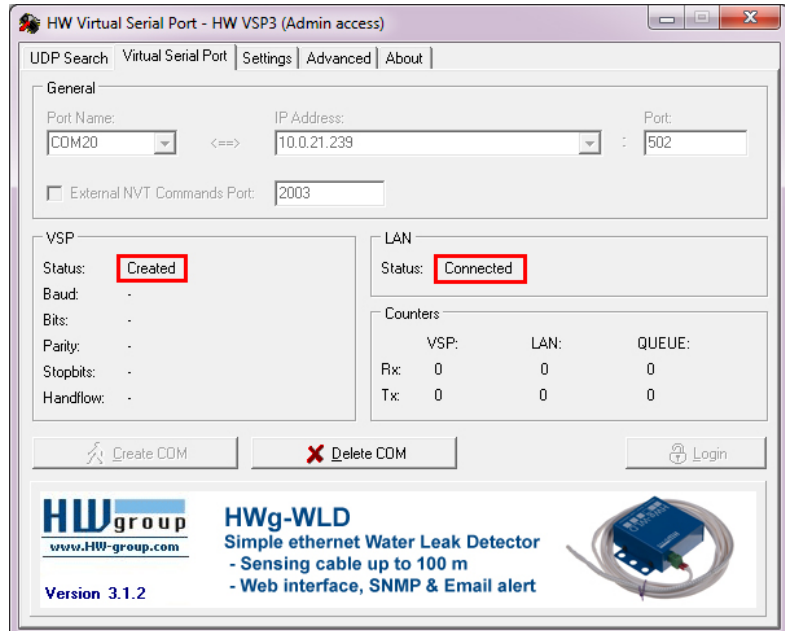 HW Virtual Serial Port - HW VSP3 (Admin access)
UDP Search Virtual Serial Port Settings Advanced About
General
Port Name: IP Address: Port:
COM20 <==> 10.0.21.239 : 502
External NVT Commands Port: 2003
VSP
Status: Created
Baud: -
Bits: -
Parity: -
Stopbits: -
Handflow: -
LAN
Status: Connected
Counters
VSP: LAN: QUEUE:
Rx: 0 0 0
Tx: 0 0 0
Create COM Delete COM Login
HWgroup
www.HW-group.com
Version 3.1.2
HWg-WLD
Simple ethernet Water Leak Detector
- Sensing cable up to 100 m
- Web interface, SNMP & Email alert